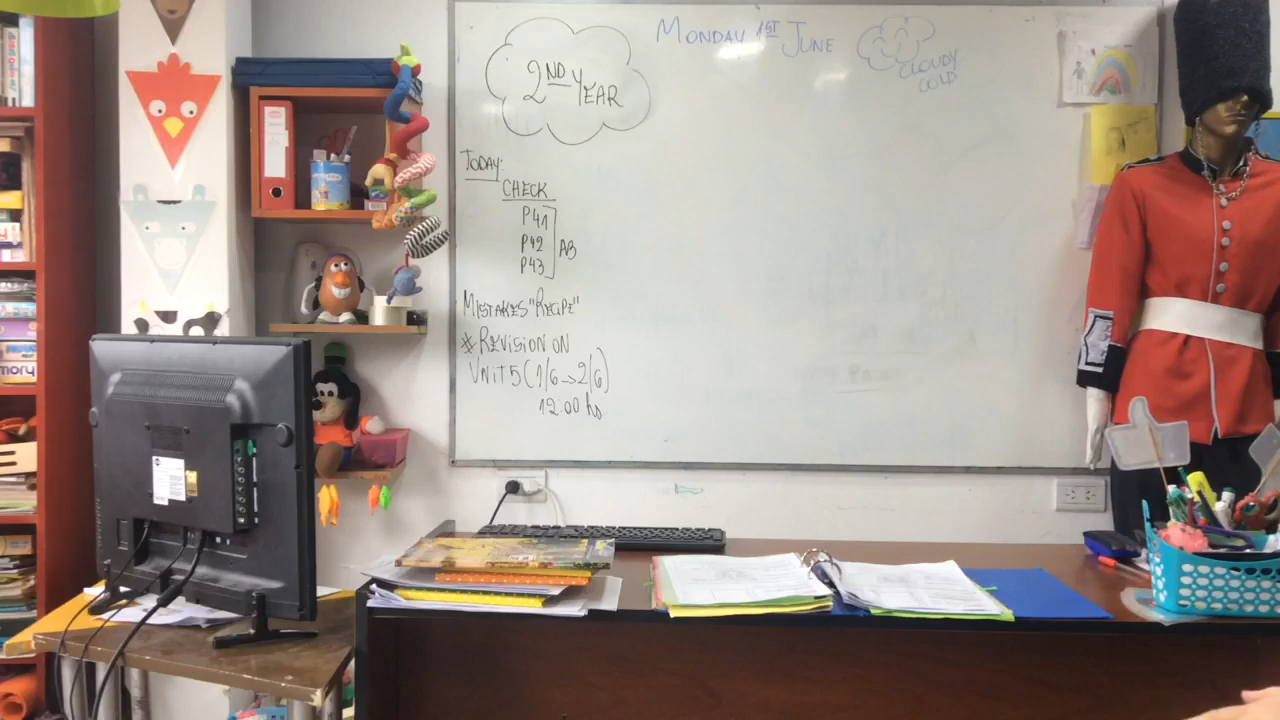 MONDAY 1ST JUNE
CLOUDY
COLD
2ND YEAR
TODAY:
CHECK
P41
P42
P43
AB
MISTAKES "RECIPE"
* REVISION ON
UNIT 5 (1/6 → 2/6)
12:00 hs
mory